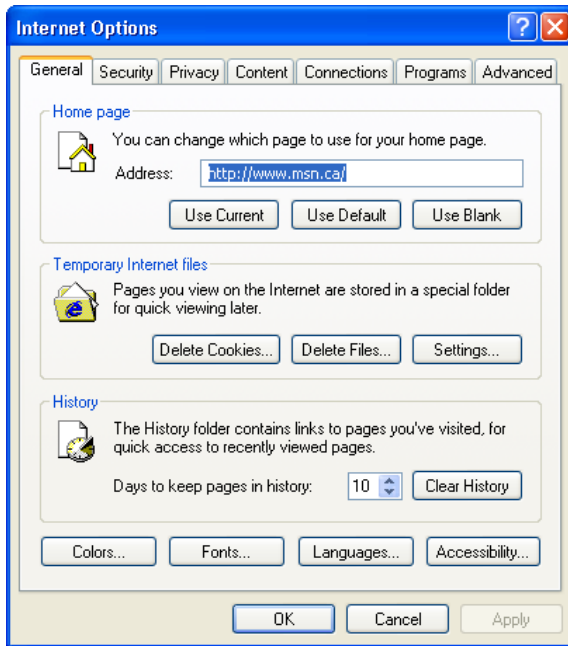 Internet Options
General Security Privacy Content Connections Programs Advanced
Home page
You can change which page to use for your home page.
Address: http://www.msn.ca/
Use Current Use Default Use Blank
Temporary Internet files
Pages you view on the Internet are stored in a special folder
for quick viewing later.
Delete Cookies... Delete Files... Settings...
History
The History folder contains links to pages you've visited, for
quick access to recently viewed pages.
Days to keep pages in history: 10 Clear History
Colors... Fonts... Languages... Accessibility...
OK Cancel Apply